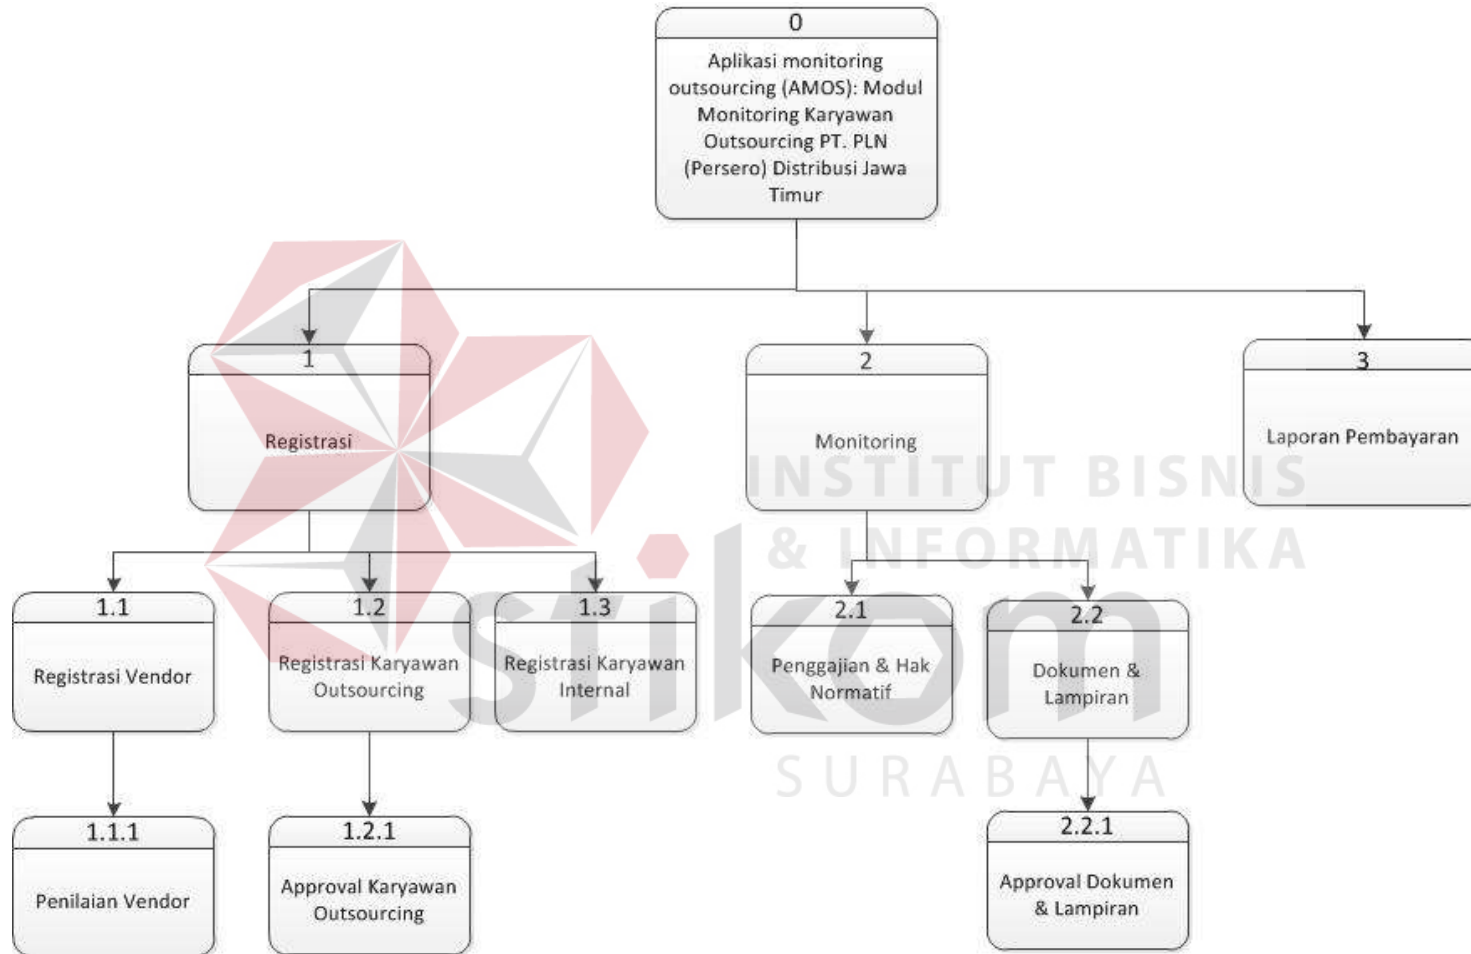 0
Aplikasi monitoring
outsourcing (AMOS): Modul
Monitoring Karyawan
Outsourcing PT. PLN
(Persero) Distribusi Jawa
Timur
1
Registrasi
2
Monitoring
3
Laporan Pembayaran
INSTITUT BISNIS
& INFORMATIKA
stikom
SURABAYA
1.1
Registrasi Vendor
1.2
Registrasi Karyawan
Outsourcing
1.3
Registrasi Karyawan
Internal
2.1
Penggajian & Hak
Normatif
2.2
Dokumen &
Lampiran
1.1.1
Penilaian Vendor
1.2.1
Approval Karyawan
Outsourcing
2.2.1
Approval Dokumen
& Lampiran